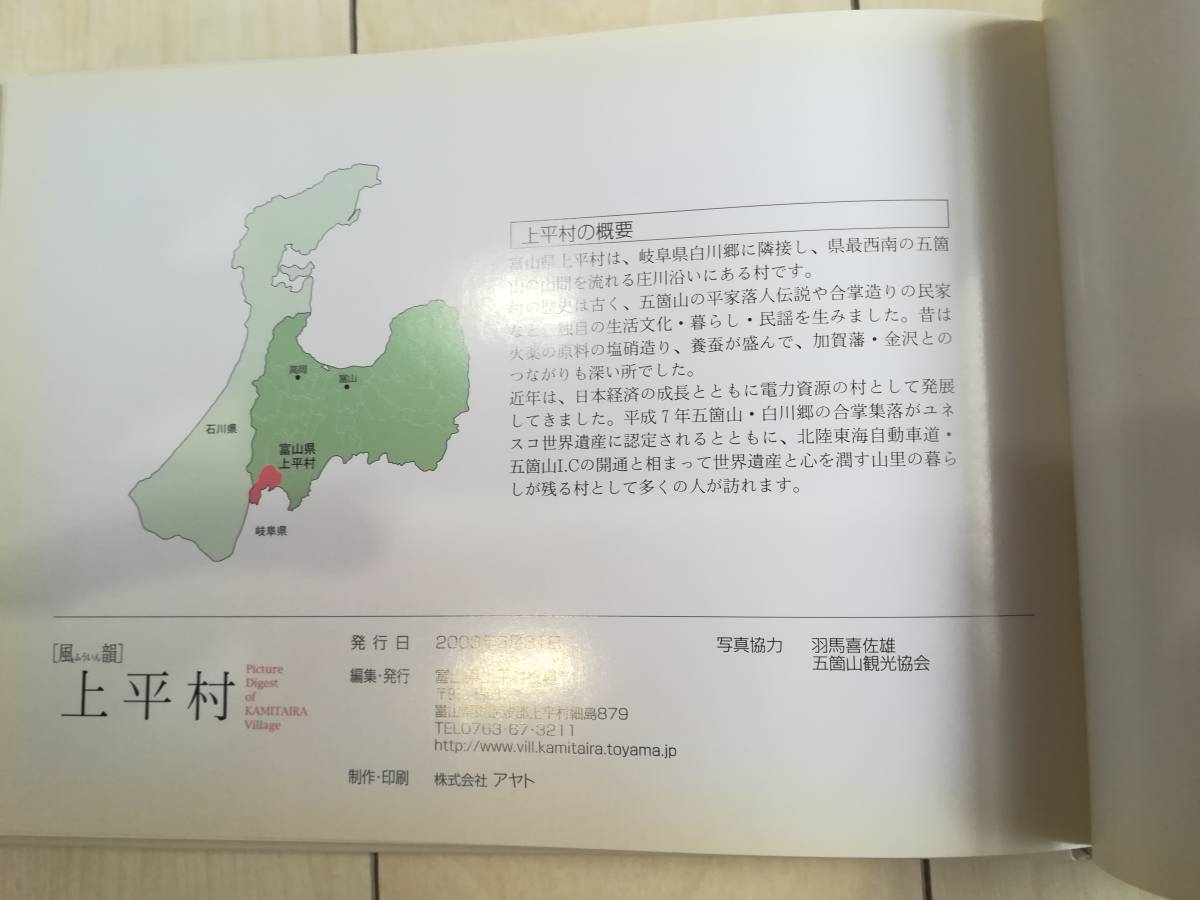 高岡
富山
石川県
富山県
上平村
岐阜県
上平村の概要
富山県上平村は、岐阜県白川郷に隣接し、県最西南の五箇
山の山間を流れる庄川沿いにある村です。
村の歴史は古く、五箇山の平家落人伝説や合掌造りの民家
など、独自の生活文化・暮らし・民謡を生みました。昔は
火薬の原料の塩硝造り、養蚕が盛んで、加賀藩・金沢との
つながりも深い所でした。
近年は、日本経済の成長とともに電力資源の村として発展
してきました。平成7年五箇山・白川郷の合掌集落がユネ
スコ世界遺産に認定されるとともに、北陸東海自動車道・
五箇山I.Cの開通と相まって世界遺産と心を潤す山里の暮ら
しが残る村として多くの人が訪れます。
[風ふういん韻]
上平村
Picture
Digest
of
KAMITAIRA
Village
発行日
編集・発行
富山県東礪波郡上平村細島879
TEL0763-67-3211
http://www.vill.kamitaira.toyama.jp
制作・印刷 株式会社 アヤト
写真協力 羽馬喜佐雄
五箇山観光協会